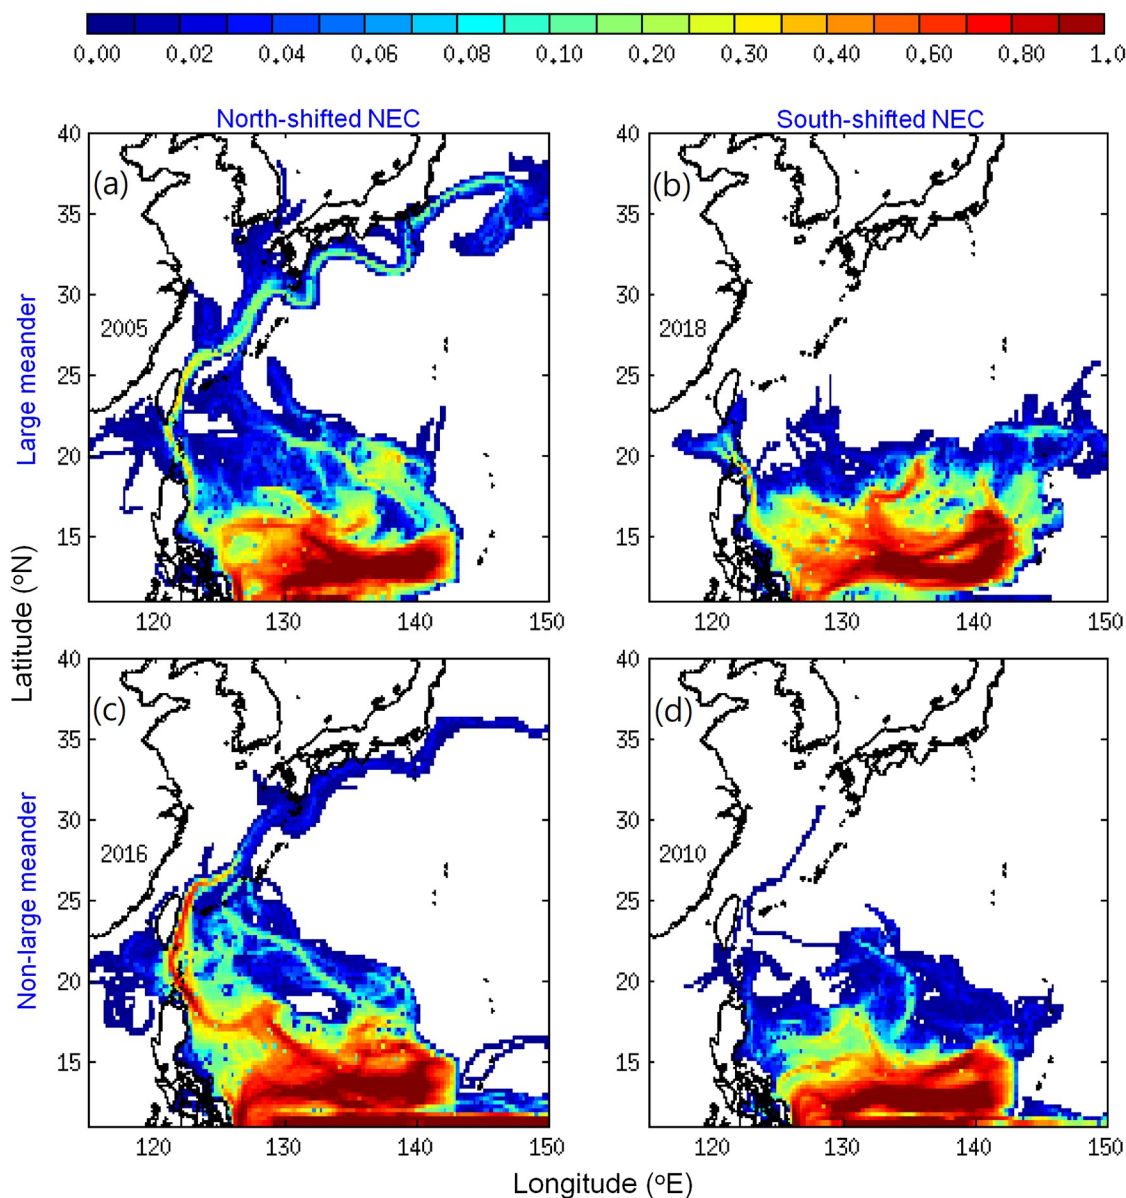 0.00 0.02 0.04 0.06 0.08 0.10 0.20 0.30 0.40 0.60 0.80 1.0
North-shifted NEC
South-shifted NEC
Large meander
Non-large meander
Latitude (oN)
(a)
2005
40
35
30
25
20
15
120 130 140 150
(b)
2018
40
35
30
25
20
15
120 130 140 150
(c)
2016
40
35
30
25
20
15
120 130 140 150
(d)
2010
40
35
30
25
20
15
120 130 140 150
Longitude (oE)